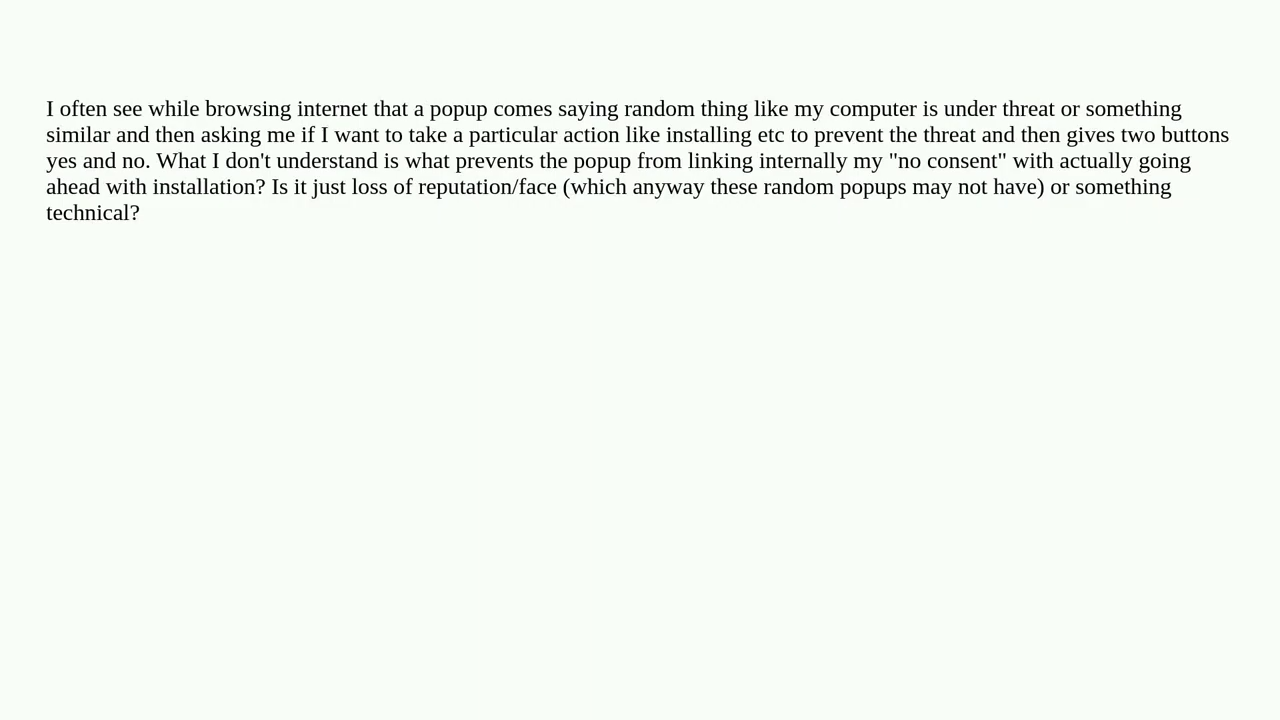 I often see while browsing internet that a popup comes saying random thing like my computer is under threat or something
similar and then asking me if I want to take a particular action like installing etc to prevent the threat and then gives two buttons
yes and no. What I don't understand is what prevents the popup from linking internally my "no consent" with actually going
ahead with installation? Is it just loss of reputation/face (which anyway these random popups may not have) or something
technical?